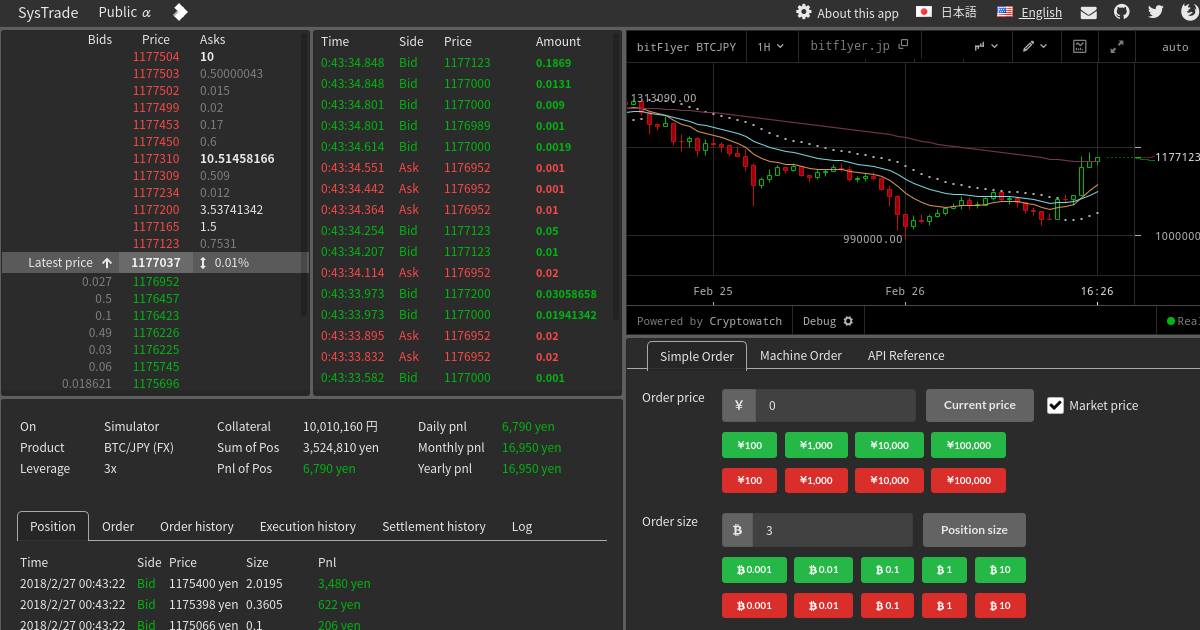 SysTrade Public α About this app 日本語 English
Bids Price Asks
1177504 10
1177503 0.50000043
1177502 0.015
1177499 0.02
1177453 0.17
1177450 0.6
1177310 10.51458166
1177309 0.509
1177234 0.012
1177200 3.53741342
1177165 1.5
1177123 0.7531
Latest price 1177037 0.01%
0.027 1176952
0.5 1176457
0.1 1176423
0.49 1176226
0.03 1176225
0.06 1175745
0.018621 1175696
Time Side Price Amount
0:43:34.848 Bid 1177123 0.1869
0:43:34.848 Bid 1177000 0.0131
0:43:34.801 Bid 1177000 0.009
0:43:34.801 Bid 1176989 0.001
0:43:34.614 Bid 1177000 0.0019
0:43:34.551 Ask 1176952 0.001
0:43:34.442 Ask 1176952 0.001
0:43:34.364 Ask 1176952 0.01
0:43:34.254 Bid 1177123 0.05
0:43:34.207 Bid 1177123 0.01
0:43:34.114 Ask 1176952 0.02
0:43:33.973 Bid 1177200 0.03058658
0:43:33.973 Bid 1177000 0.01941342
0:43:33.895 Ask 1176952 0.02
0:43:33.832 Ask 1176952 0.02
0:43:33.582 Bid 1177000 0.001
bitFlyer BTCJPY 1H bitflyer.jp auto
1313090.00
1177123
990000.00 1000000
Feb 25 Feb 26 16:26
Powered by Cryptowatch Debug Rea
On Simulator Collateral 10,010,160 円 Daily pnl 6,790 yen
Product BTC/JPY (FX) Sum of Pos 3,524,810 yen Monthly pnl 16,950 yen
Leverage 3x Pnl of Pos 6,790 yen Yearly pnl 16,950 yen
Position Order Order history Execution history Settlement history Log
Time Side Price Size Pnl
2018/2/27 00:43:22 Bid 1175400 yen 2.0195 3,480 yen
2018/2/27 00:43:22 Bid 1175398 yen 0.3605 622 yen
2018/2/27 00:43:22 Bid 1175066 yen 0.1 206 yen
Simple Order Machine Order API Reference
Order price ¥ 0 Current price Market price
¥100 ¥1,000 ¥10,000 ¥100,000
¥100 ¥1,000 ¥10,000 ¥100,000
Order size ₿ 3 Position size
₿0.001 ₿0.01 ₿0.1 ₿1 ₿10
₿0.001 ₿0.01 ₿0.1 ₿1 ₿10